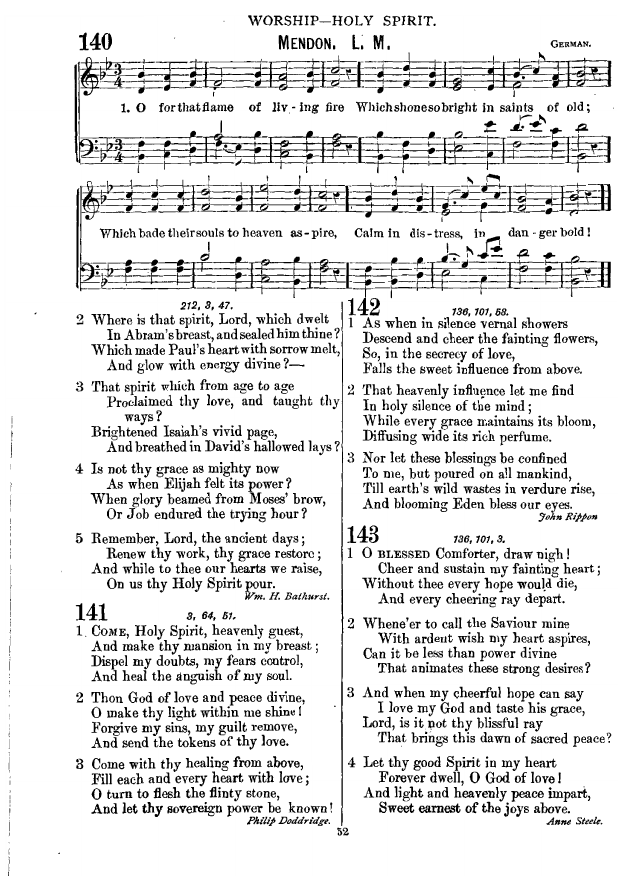 WORSHIP—HOLY SPIRIT.
140 MENDON. L. M. GERMAN.
1. O for that flame of liv-ing fire Which shone so bright in saints of old;
Which bade their souls to heaven as-pire, Calm in dis-tress, in dan-ger bold!
212, 3, 47.
2 Where is that spirit, Lord, which dwelt
In Abram's breast, and sealed him thine?
Which made Paul's heart with sorrow melt,
And glow with energy divine?—
3 That spirit which from age to age
Proclaimed thy love, and taught thy
ways?
Brightened Isaiah's vivid page,
And breathed in David's hallowed lays?
4 Is not thy grace as mighty now
As when Elijah felt its power?
When glory beamed from Moses' brow,
Or Job endured the trying hour?
5 Remember, Lord, the ancient days;
Renew thy work, thy grace restore;
And while to thee our hearts we raise,
On us thy Holy Spirit pour.
Wm. H. Bathurst.
141 3, 64, 51.
1 COME, Holy Spirit, heavenly guest,
And make thy mansion in my breast;
Dispel my doubts, my fears control,
And heal the anguish of my soul.
2 Thou God of love and peace divine,
O make thy light within me shine!
Forgive my sins, my guilt remove,
And send the tokens of thy love.
3 Come with thy healing from above,
Fill each and every heart with love;
O turn to flesh the flinty stone,
And let thy sovereign power be known!
Philip Doddridge.
142 136, 101, 58.
1 As when in silence vernal showers
Descend and cheer the fainting flowers,
So, in the secrecy of love,
Falls the sweet influence from above.
2 That heavenly influence let me find
In holy silence of the mind;
While every grace maintains its bloom,
Diffusing wide its rich perfume.
3 Nor let these blessings be confined
To me, but poured on all mankind,
Till earth's wild wastes in verdure rise,
And blooming Eden bless our eyes.
John Rippon
143 136, 101, 3.
1 O BLESSED Comforter, draw nigh!
Cheer and sustain my fainting heart;
Without thee every hope would die,
And every cheering ray depart.
2 Whene'er to call the Saviour mine
With ardent wish my heart aspires,
Can it be less than power divine
That animates these strong desires?
3 And when my cheerful hope can say
I love my God and taste his grace,
Lord, is it not thy blissful ray
That brings this dawn of sacred peace?
4 Let thy good Spirit in my heart
Forever dwell, O God of love!
And light and heavenly peace impart,
Sweet earnest of the joys above.
Anne Steele.
52